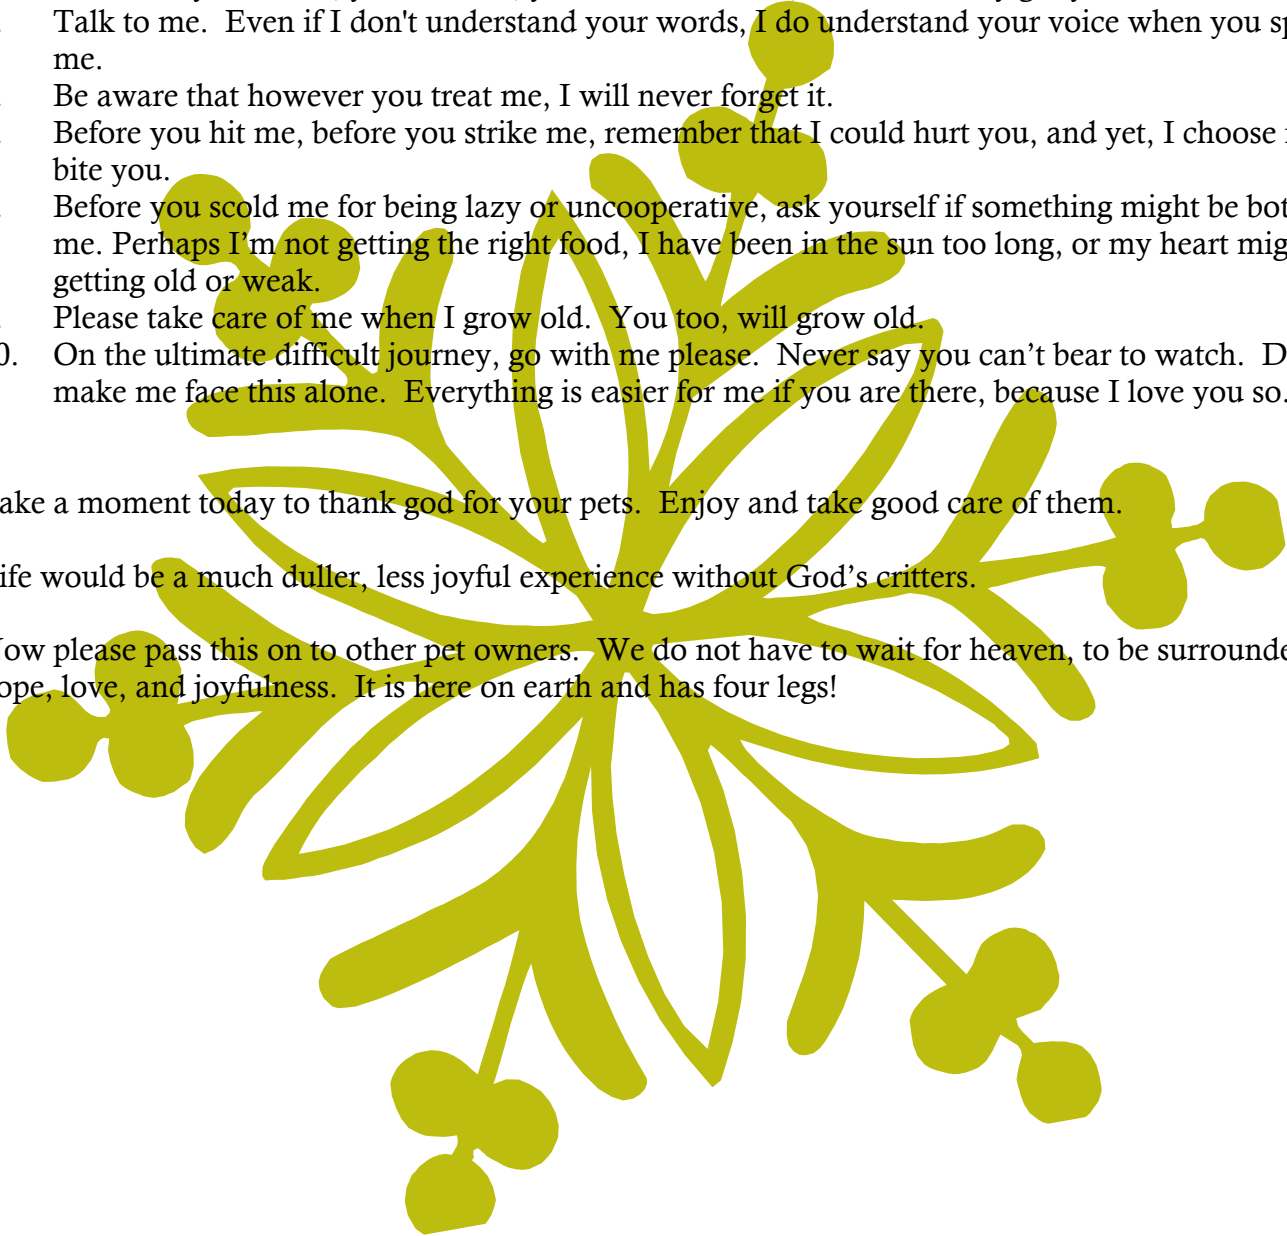 . Talk to me.  Even if I don't understand your words, I do understand your voice when you sp
me.
. Be aware that however you treat me, I will never forget it.
. Before you hit me, before you strike me, remember that I could hurt you, and yet, I choose
bite you.
. Before you scold me for being lazy or uncooperative, ask yourself if something might be bot
me. Perhaps I’m not getting the right food, I have been in the sun too long, or my heart mig
getting old or weak.
. Please take care of me when I grow old.  You too, will grow old.
0. On the ultimate difficult journey, go with me please.  Never say you can’t bear to watch.  D
make me face this alone.  Everything is easier for me if you are there, because I love you so.
ake a moment today to thank god for your pets.  Enjoy and take good care of them.
ife would be a much duller, less joyful experience without God’s critters.
ow please pass this on to other pet owners.  We do not have to wait for heaven, to be surrounde
ope, love, and joyfulness.  It is here on earth and has four legs!